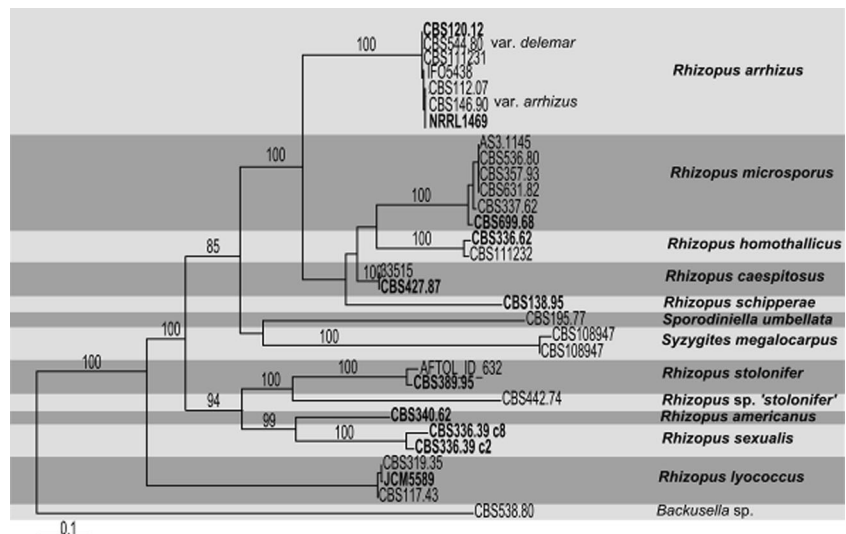 CBS120.12
100
CBS544.80 var. delemar
CBS111231
IFO5438
Rhizopus arrhizus
CBS112.07
CBS146.90 var. arrhizus
NRRL1469
AS3.1145
100
CBS536.80
CBS357.93
Rhizopus microsporus
CBS631.82
100
CBS337.62
CBS699.68
100
CBS336.62
Rhizopus homothallicus
85
CBS111232
100
33515
Rhizopus caespitosus
CBS427.87
CBS138.95
Rhizopus schipperae
CBS195.77
Sporodiniella umbellata
100
100
CBS108947
Syzygites megalocarpus
CBS108947
100
100
AFTOL_ID_632
Rhizopus stolonifer
100
CBS389.95
94
CBS442.74
Rhizopus sp. 'stolonifer'
99
CBS340.62
Rhizopus americanus
100
CBS336.39 c8
Rhizopus sexualis
CBS336.39 c2
CBS319.35
JCM5589
Rhizopus lyococcus
CBS117.43
CBS538.80
Backusella sp.
0.1